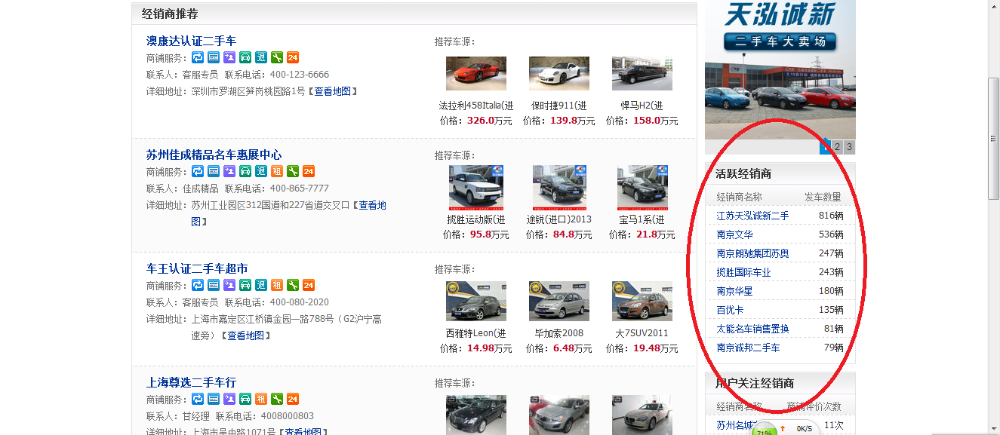 经销商推荐
澳康达认证二手车
商铺服务：
退
24
联系人：客服专员 联系电话：400-123-6666
详细地址：深圳市罗湖区笋岗桃园路1号【查看地图】
推荐车源：
法拉利458Italia(进
价格：326.0万元
保时捷911(进
价格：139.8万元
悍马H2(进
价格：158.0万元
苏州佳成精品名车惠展中心
商铺服务：
退
租
24
联系人：佳成精品 联系电话：400-865-7777
详细地址：苏州工业园区312国道和227省道交叉口【查看地
图】
推荐车源：
揽胜运动版(进
价格：95.8万元
途锐(进口)2013
价格：84.8万元
宝马1系(进
价格：21.8万元
车王认证二手车超市
商铺服务：
退
租
24
联系人：客服专员 联系电话：400-080-2020
详细地址：上海市嘉定区江桥镇金园一路788号（G2沪宁高
速旁）【查看地图】
推荐车源：
西雅特Leon(进
价格：14.98万元
毕加索2008
价格：6.48万元
大7SUV2011
价格：19.48万元
上海尊选二手车行
商铺服务：
租
24
联系人：甘经理 联系电话：4008000803
详细地址：上海市吴中路1071号【查看地图】
推荐车源：
天泓诚新
二手车大卖场
1 2 3
活跃经销商
经销商名称 发车数量
江苏天泓诚新二手 816辆
南京文华 536辆
南京朗驰集团苏奥 247辆
揽胜国际车业 243辆
南京华星 180辆
百优卡 135辆
太能名车销售置换 81辆
南京诚邦二手车 79辆
用户关注经销商
经销商名称 商铺评价次数
苏州名城 11次
71%
0K/S